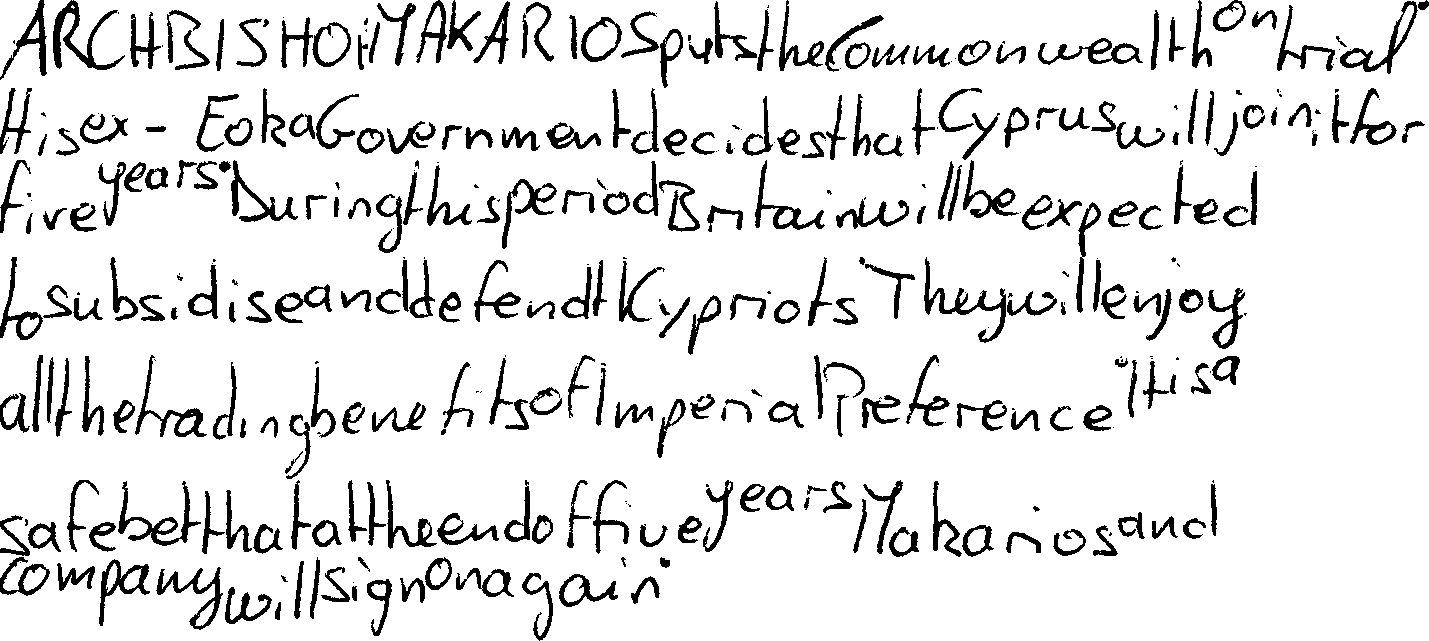 ARCHBISHOP MAKARIOS puts the Commonwealth on trial.
His ex - Eoka Government decides that Cyprus will join it for
five years. During this period Britain will be expected
to subsidise and defend Kypriots. They will enjoy
all the trading benefits of Imperial Preference. It is a
safe bet that at the end of five years Makarios and
company will sign on again.